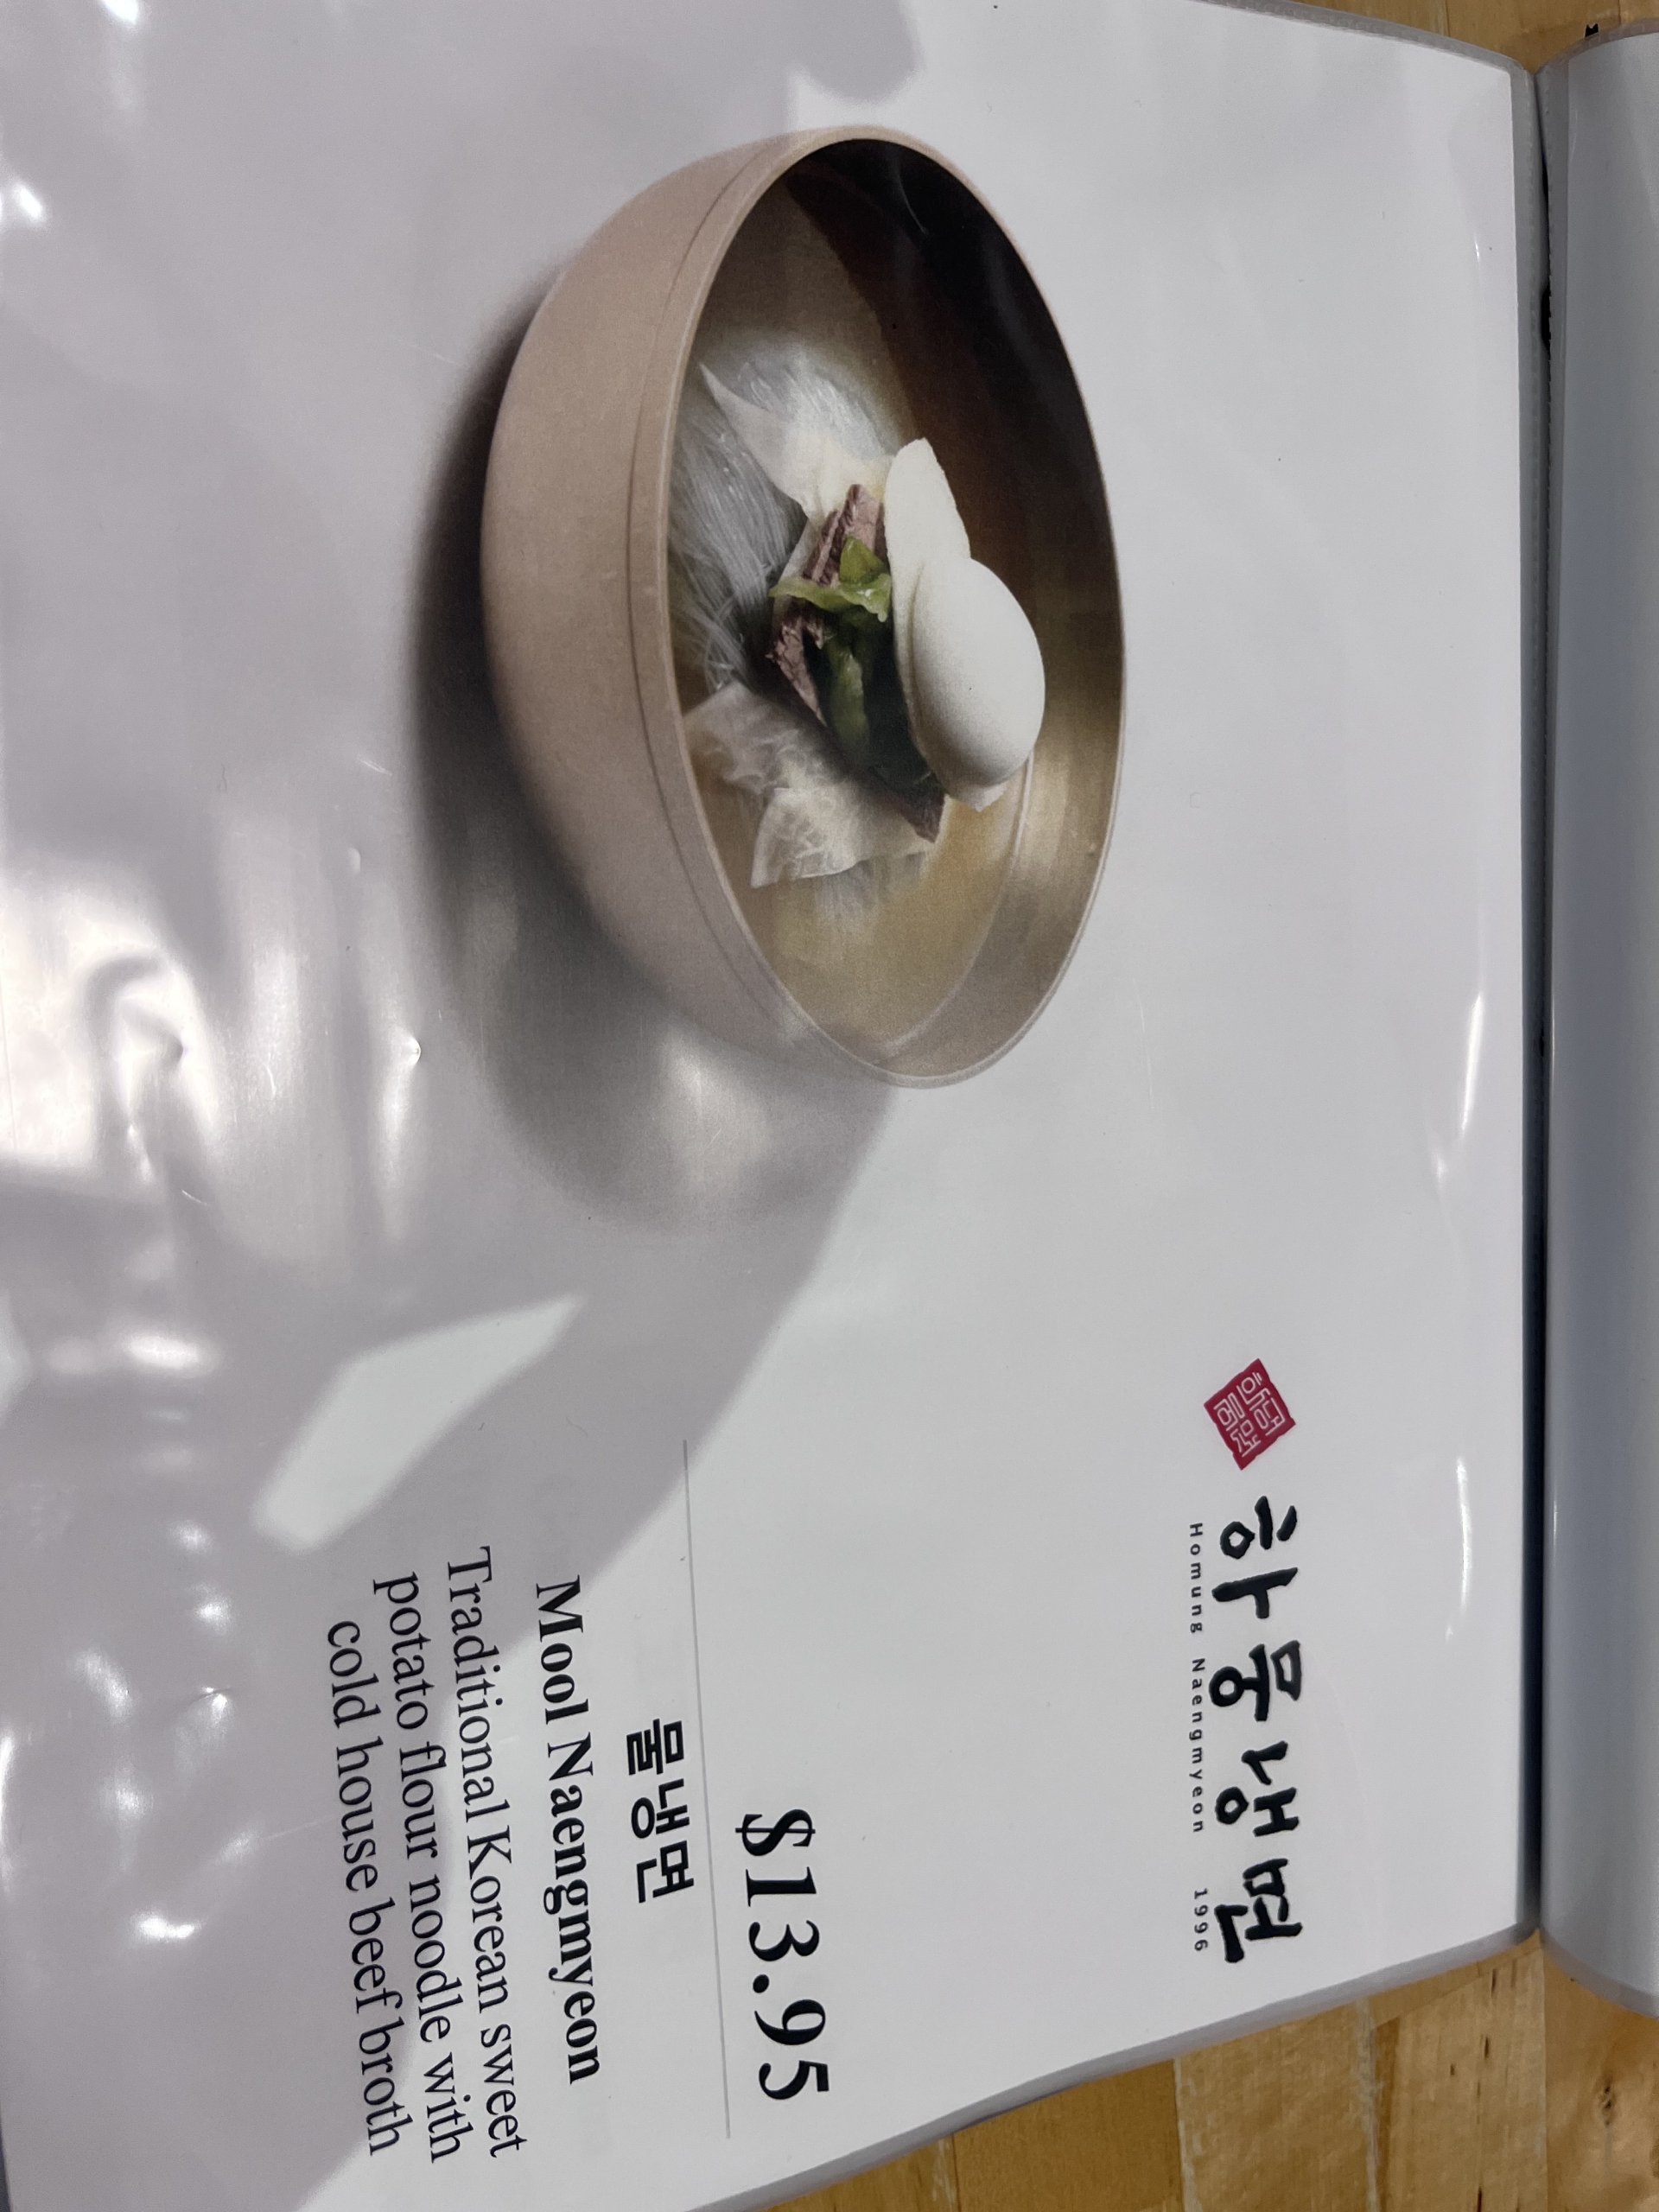 하몽냉면
Homung Naengmyeon 1996
$13.95
물냉면
Mool Naengmyeon
Traditional Korean sweet
potato flour noodle with
cold house beef broth